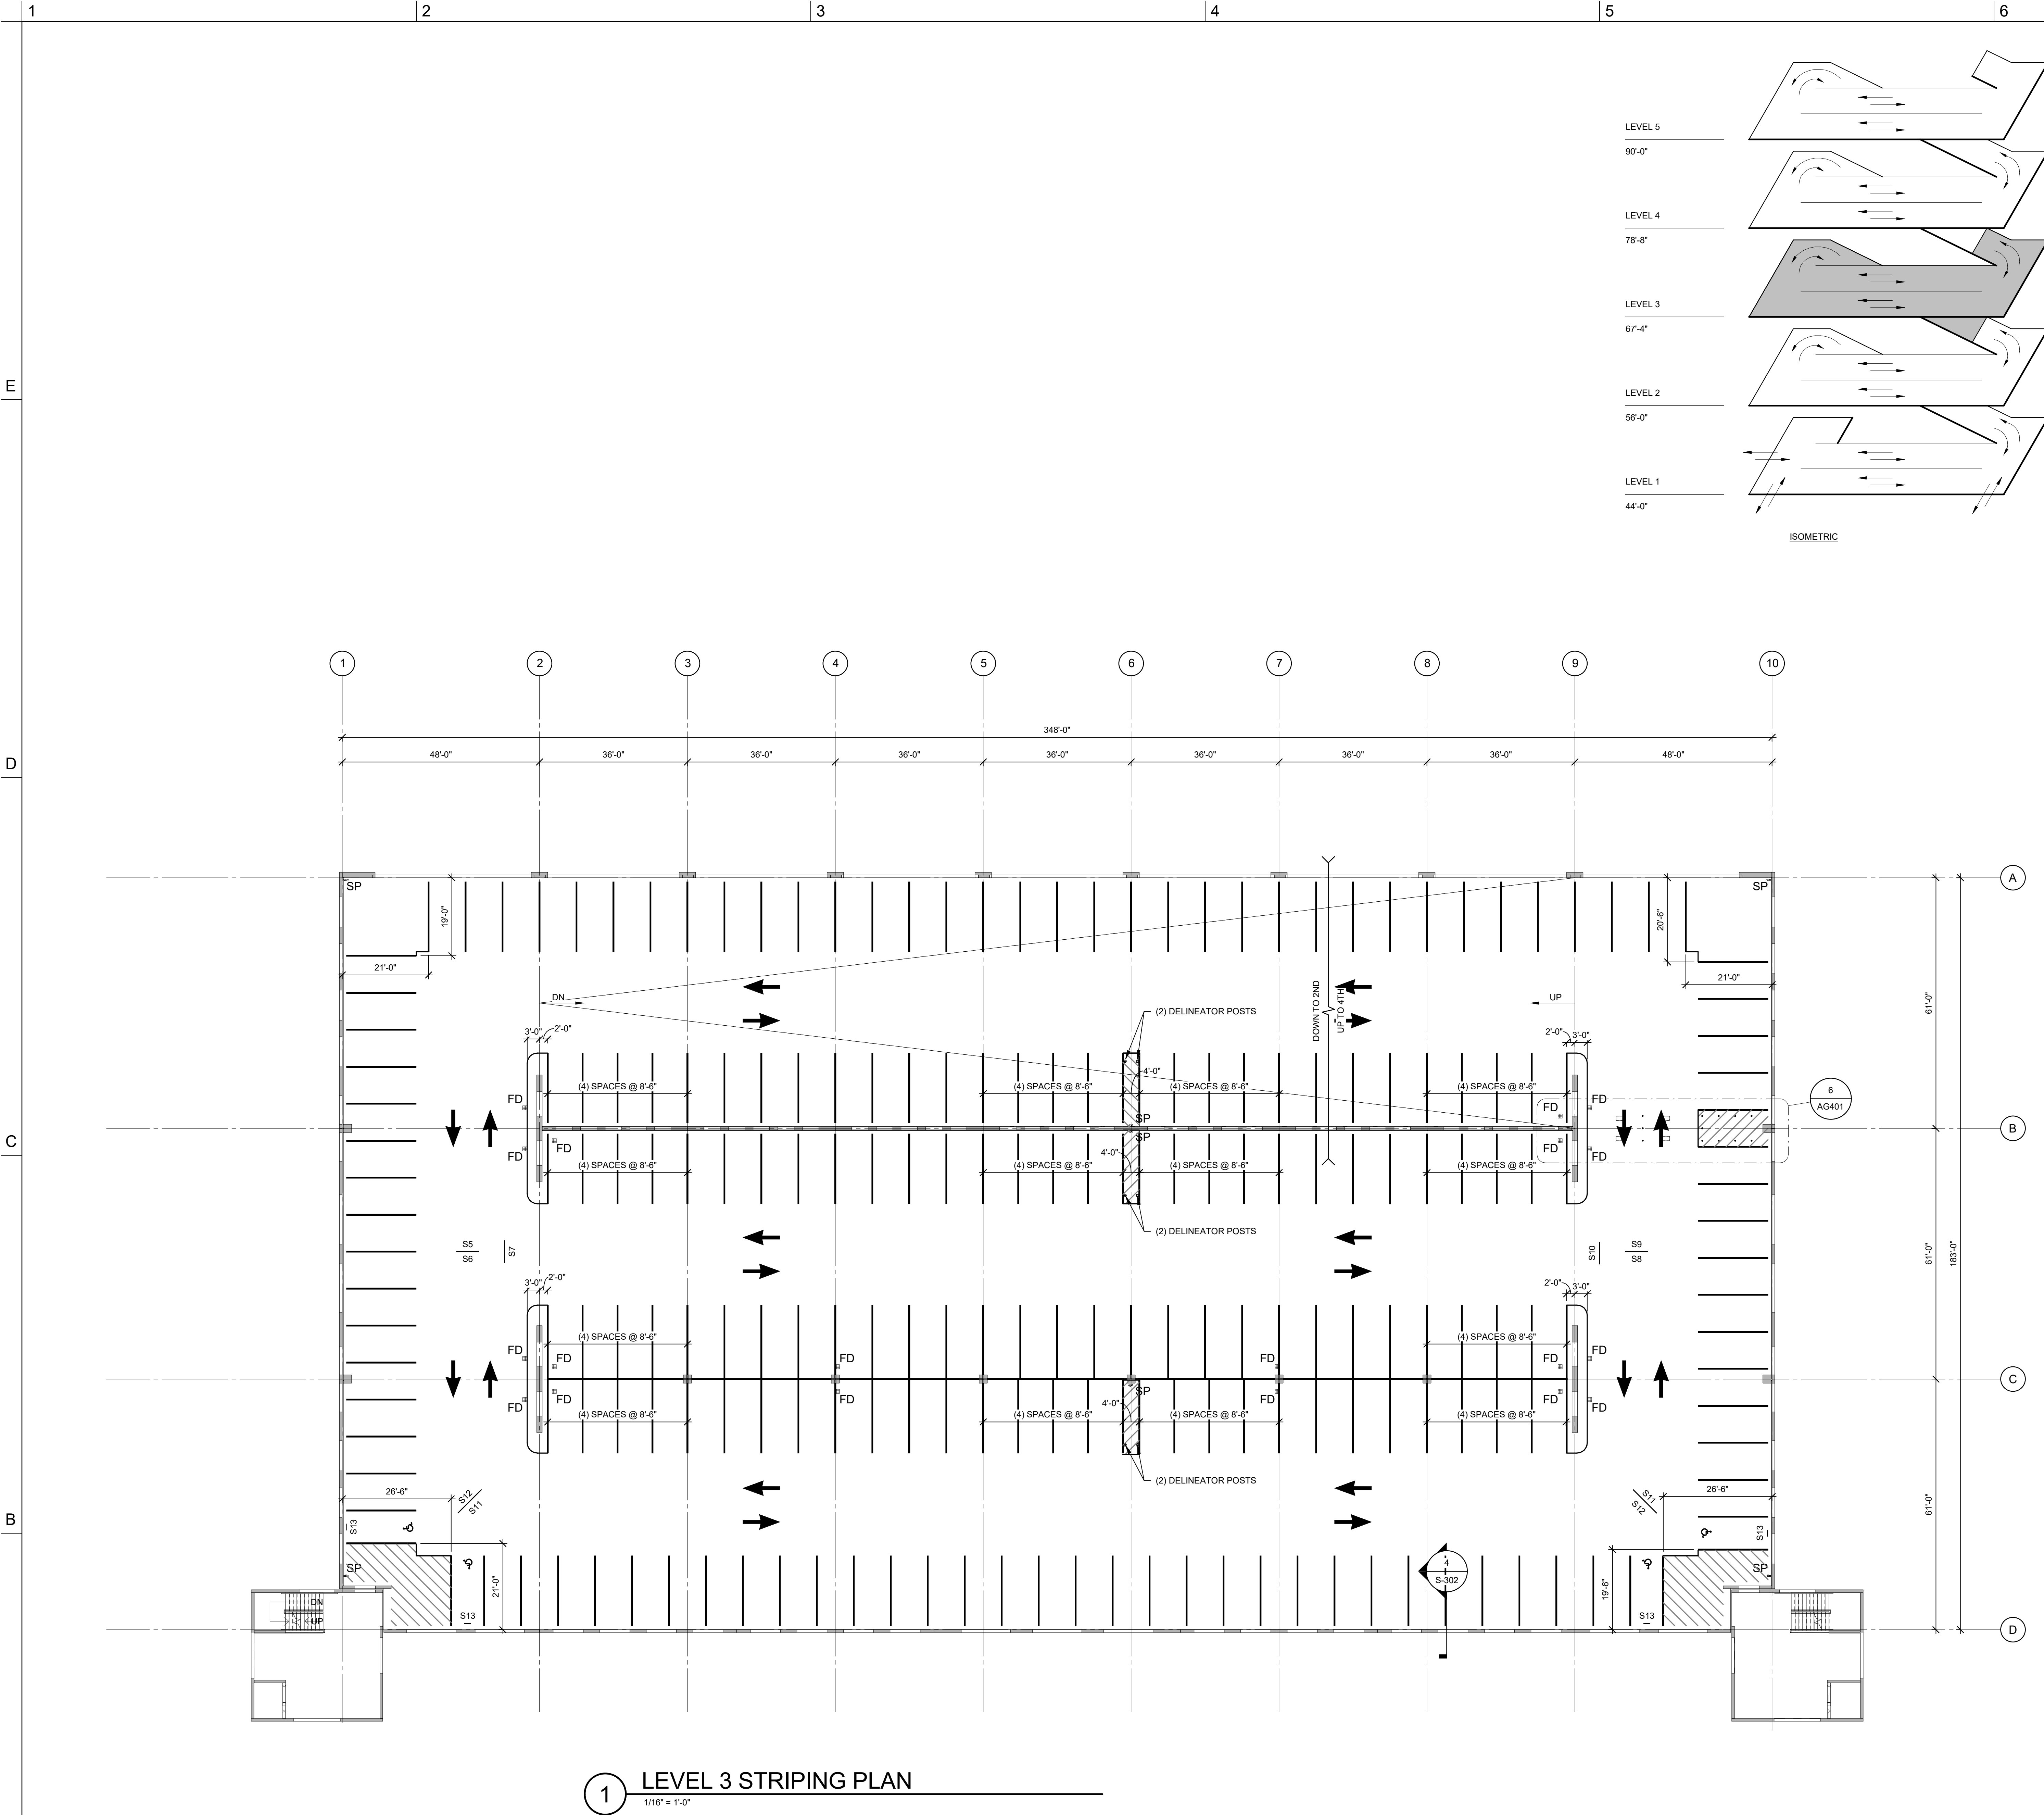 1 2 3 4 5 6
LEVEL 5
90'-0"
LEVEL 4
78'-8"
LEVEL 3
67'-4"
E
LEVEL 2
56'-0"
LEVEL 1
44'-0"
ISOMETRIC
1 2 3 4 5 6 7 8 9 10
348'-0"
D
48'-0" 36'-0" 36'-0" 36'-0" 36'-0" 36'-0" 36'-0" 36'-0" 48'-0"
A
SP SP
19'-0" 20'-6"
21'-0" 21'-0"
DN UP
DOWN TO 2ND
UP TO 4TH
61'-0"
(2) DELINEATOR POSTS
3'-0" 2'-0" 2'-0" 3'-0"
4'-0"
(4) SPACES @ 8'-6" (4) SPACES @ 8'-6" (4) SPACES @ 8'-6" (4) SPACES @ 8'-6"
6
AG401
FD FD FD
SP
C
B
SP
FD FD FD FD
4'-0"
(4) SPACES @ 8'-6" (4) SPACES @ 8'-6" (4) SPACES @ 8'-6" (4) SPACES @ 8'-6"
(2) DELINEATOR POSTS
S5
S6
S7
S10
S9
S8
61'-0"
183'-0"
3'-0" 2'-0" 2'-0" 3'-0"
(4) SPACES @ 8'-6" (4) SPACES @ 8'-6"
FD FD FD FD FD FD
C
SP
FD FD FD FD FD
4'-0"
(4) SPACES @ 8'-6" (4) SPACES @ 8'-6" (4) SPACES @ 8'-6" (4) SPACES @ 8'-6"
(2) DELINEATOR POSTS
26'-6" 26'-6"
S12
S11
S11
S12
61'-0"
B
S13 S13
SP SP
4
S-302
21'-0" 19'-6"
DN
UP
S13 S13
D
1 LEVEL 3 STRIPING PLAN
1/16" = 1'-0"